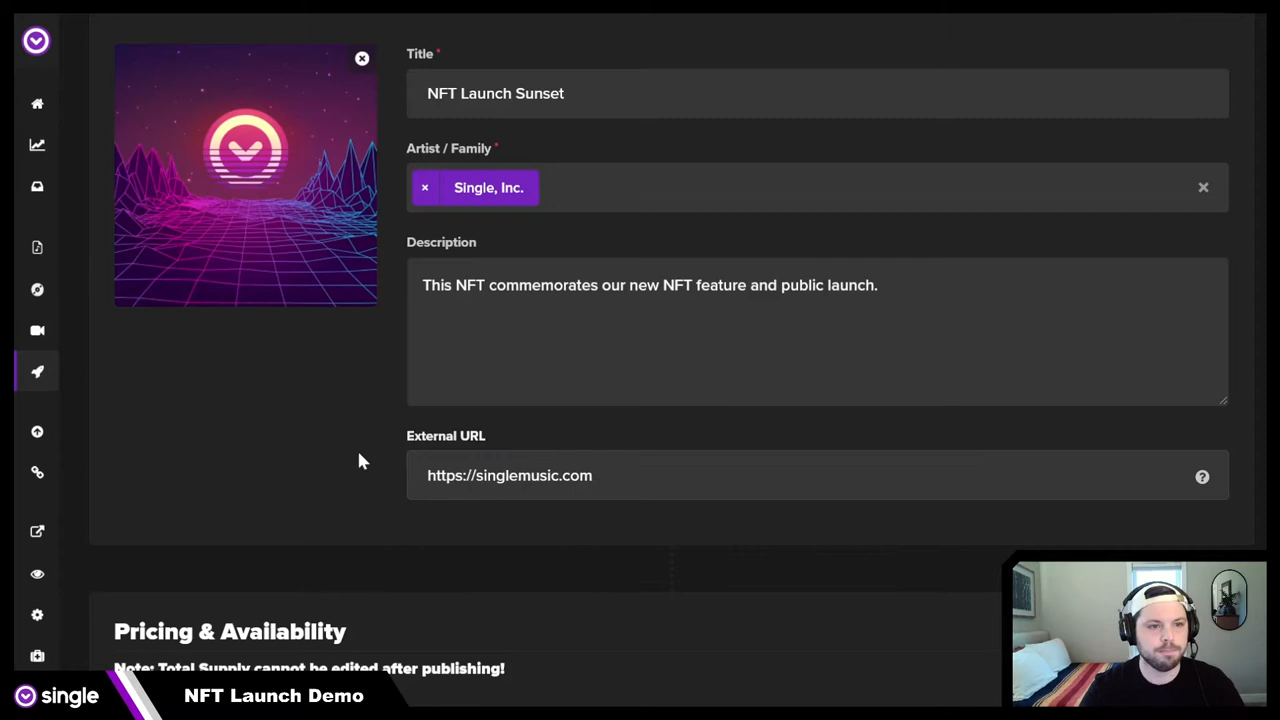 Title *
NFT Launch Sunset
Artist / Family *
× Single, Inc.
Description
This NFT commemorates our new NFT feature and public launch.
External URL
https://singlemusic.com
Pricing & Availability
Note: Total Supply cannot be edited after publishing!
single
NFT Launch Demo